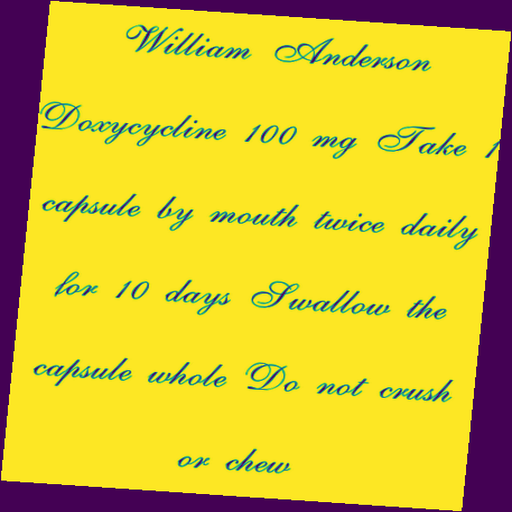 William Anderson
Doxycycline 100 mg Take 1
capsule by mouth twice daily
for 10 days Swallow the
capsule whole Do not crush
or chew